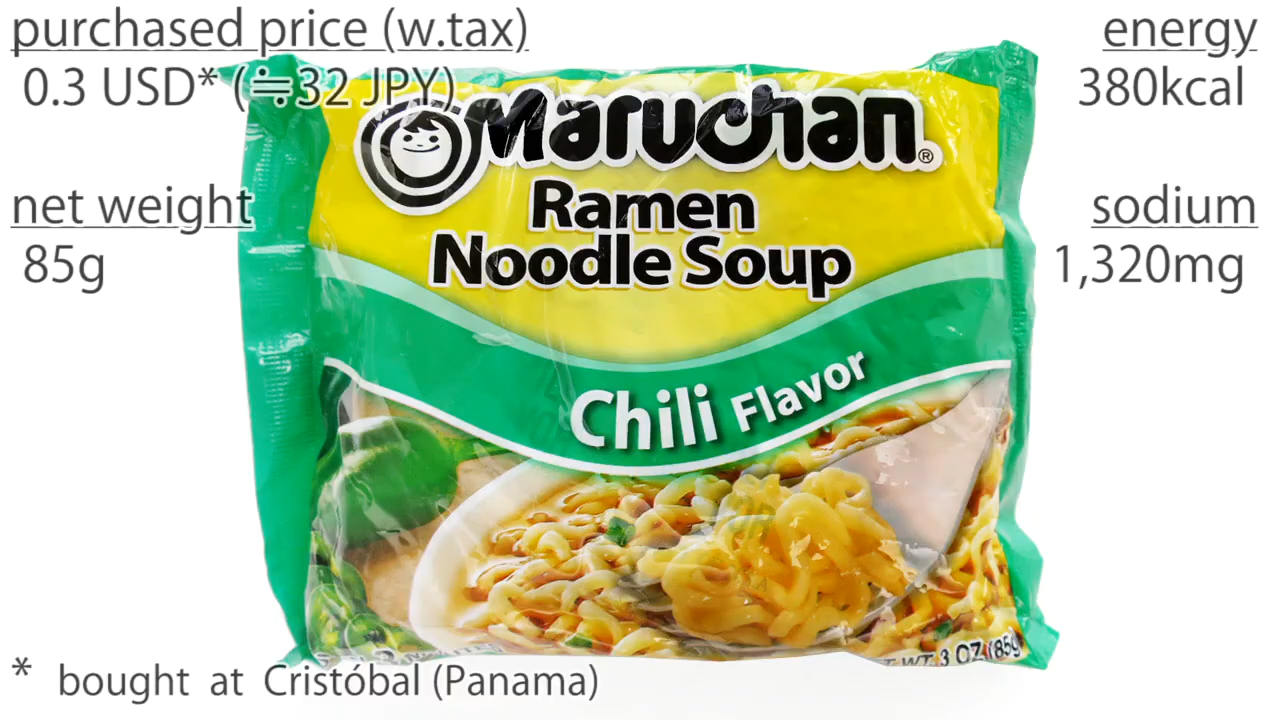 purchased price (w.tax)
0.3 USD* (≒32 JPY)
net weight
85g
energy
380kcal
sodium
1,320mg
Maruchan®
Ramen
Noodle Soup
Chili Flavor
WT. 3 OZ. (85g)
* bought at Cristóbal (Panama)